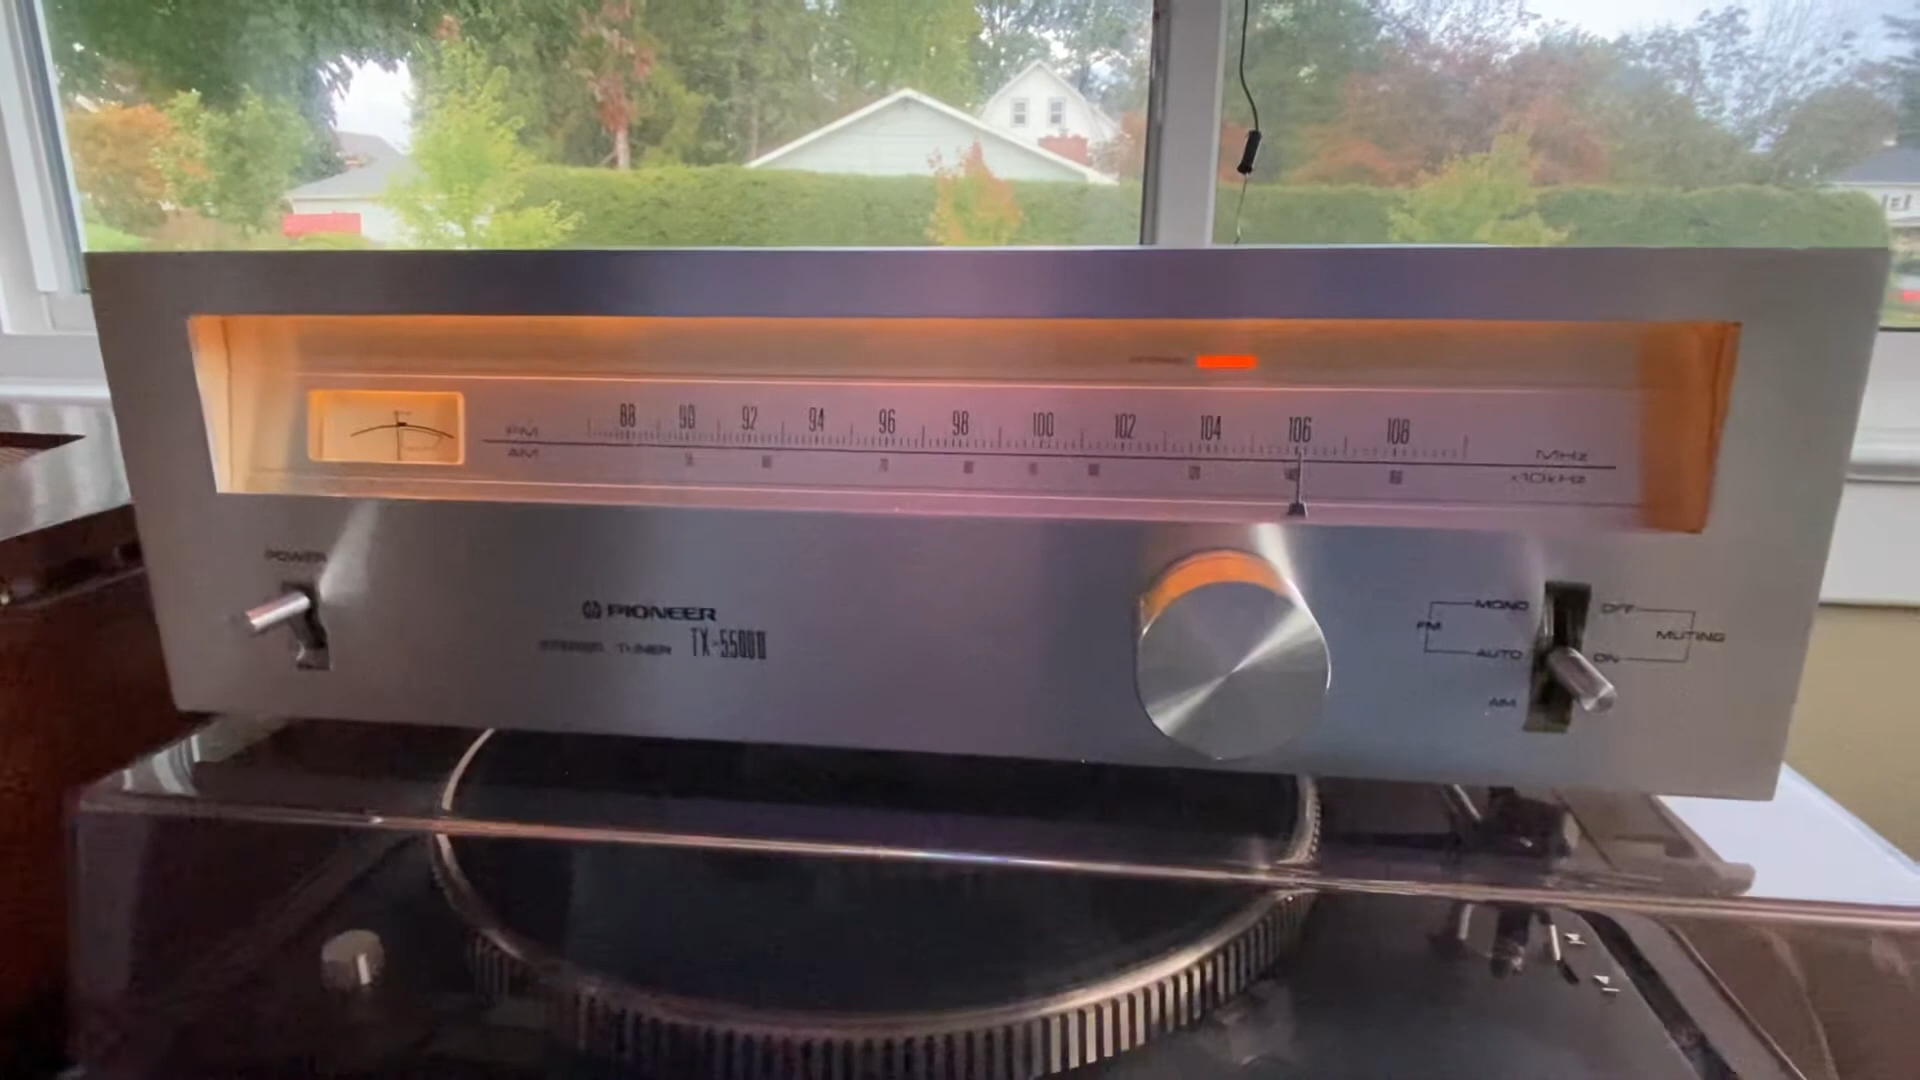 88 90 92 94 96 98 100 102 104 106 108
FM MHz
AM x10kHz
POWER
PIONEER
STEREO TUNER TX-5500II
MONO OFF
FM MUTING
AUTO ON
AM